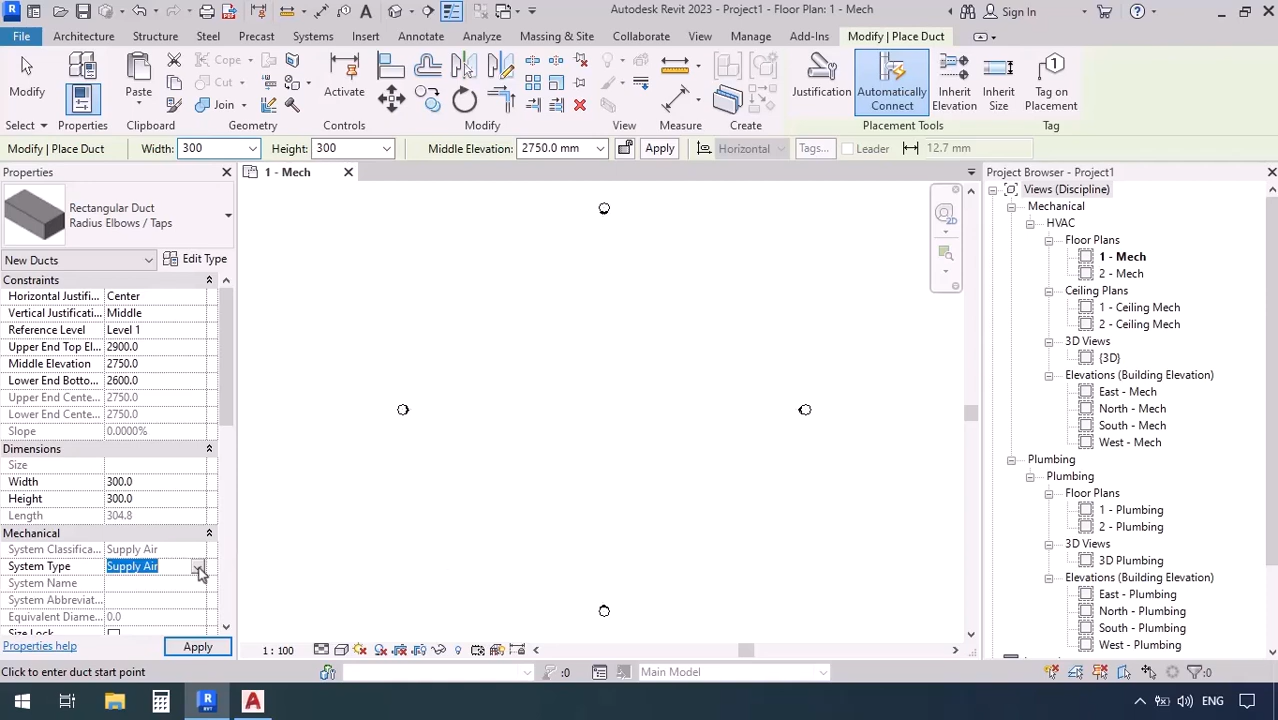 Autodesk Revit 2023 - Project1 - Floor Plan: 1 - Mech
Sign In
File
Architecture
Structure
Steel
Precast
Systems
Insert
Annotate
Analyze
Massing & Site
Collaborate
View
Manage
Add-Ins
Modify | Place Duct
Modify
Paste
Cope
Cut
Join
Activate
Justification
Automatically
Connect
Inherit
Elevation
Inherit
Size
Tag on
Placement
Select
Properties
Clipboard
Geometry
Controls
Modify
View
Measure
Create
Placement Tools
Tag
Modify | Place Duct
Width: 300
Height: 300
Middle Elevation: 2750.0 mm
Apply
Horizontal
Tags...
Leader
12.7 mm
Properties
1 - Mech
Project Browser - Project1
Rectangular Duct
Radius Elbows / Taps
New Ducts
Edit Type
Constraints
Horizontal Justifi... Center
Vertical Justificati... Middle
Reference Level Level 1
Upper End Top El... 2900.0
Middle Elevation 2750.0
Lower End Botto... 2600.0
Upper End Cente... 2750.0
Lower End Cente... 2750.0
Slope 0.0000%
Dimensions
Size
Width 300.0
Height 300.0
Length 304.8
Mechanical
System Classifica... Supply Air
System Type Supply Air
System Name
System Abbreviat...
Equivalent Diame... 0.0
Size Lock
Properties help
Apply
2D
Views (Discipline)
Mechanical
HVAC
Floor Plans
1 - Mech
2 - Mech
Ceiling Plans
1 - Ceiling Mech
2 - Ceiling Mech
3D Views
{3D}
Elevations (Building Elevation)
East - Mech
North - Mech
South - Mech
West - Mech
Plumbing
Plumbing
Floor Plans
1 - Plumbing
2 - Plumbing
3D Views
3D Plumbing
Elevations (Building Elevation)
East - Plumbing
North - Plumbing
South - Plumbing
West - Plumbing
1 : 100
Click to enter duct start point
:0
Main Model
:0
R
RVT
A
ENG